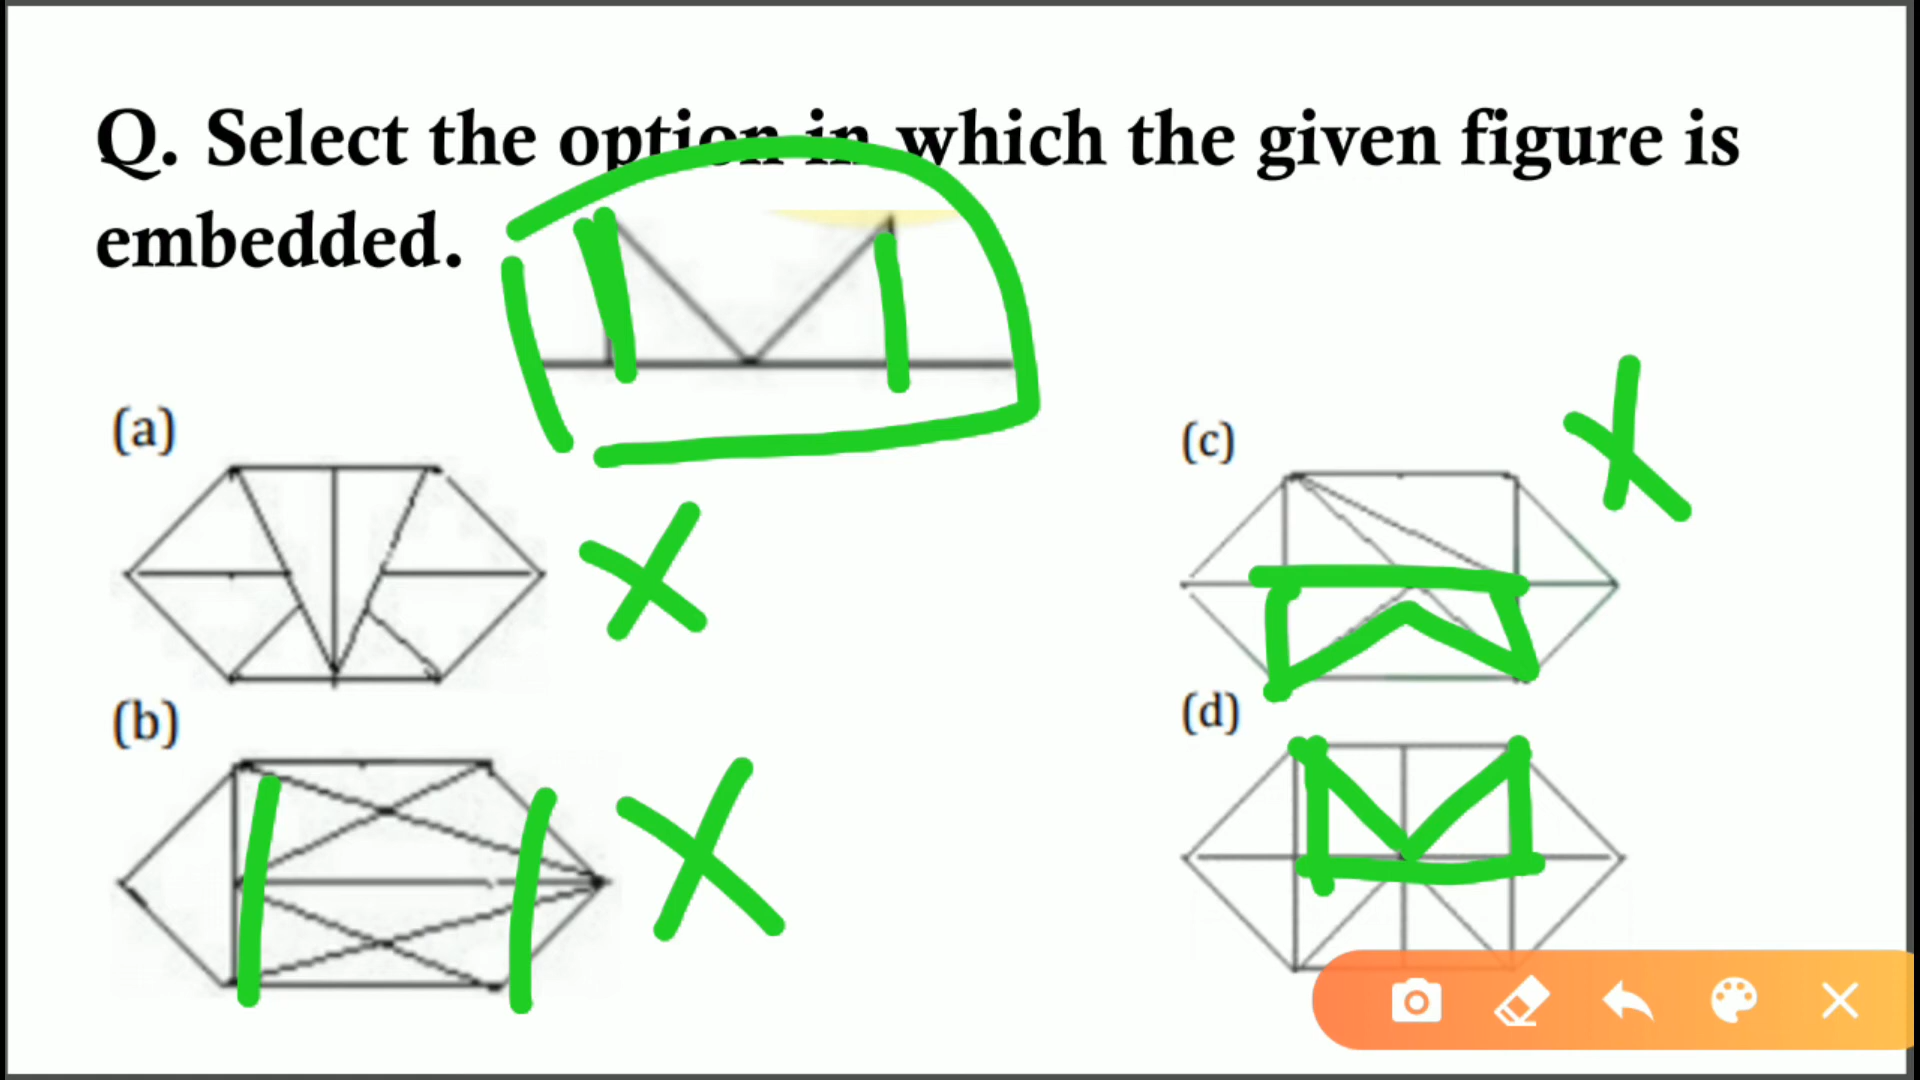 Q. Select the option in which the given figure is
embedded.
(a)
(b)
(c)
(d)